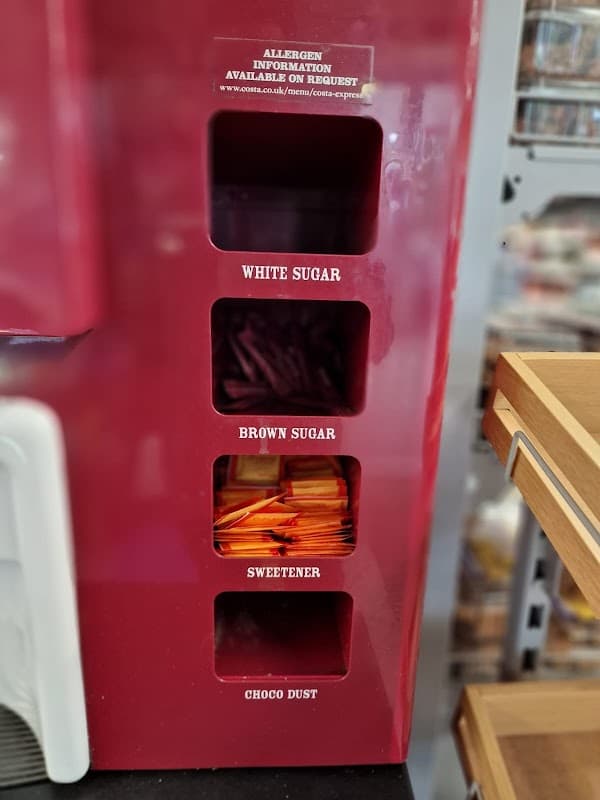 ALLERGEN
INFORMATION
AVAILABLE ON REQUEST
www.costa.co.uk/menu/costa-express
WHITE SUGAR
BROWN SUGAR
SWEETENER
CHOCO DUST